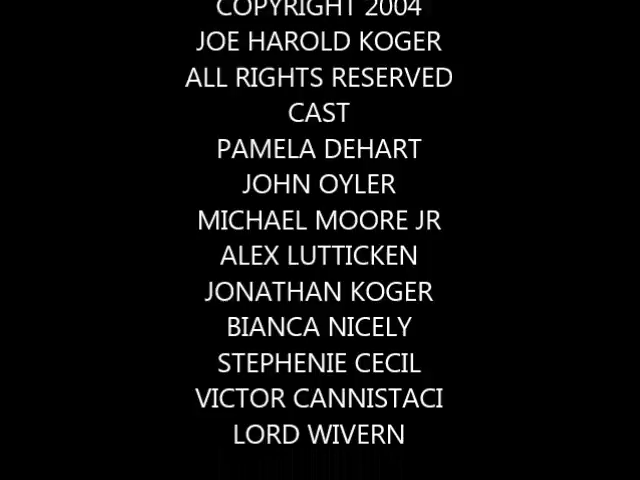 COPYRIGHT 2004
JOE HAROLD KOGER
ALL RIGHTS RESERVED
CAST
PAMELA DEHART
JOHN OYLER
MICHAEL MOORE JR
ALEX LUTTICKEN
JONATHAN KOGER
BIANCA NICELY
STEPHENIE CECIL
VICTOR CANNISTACI
LORD WIVERN